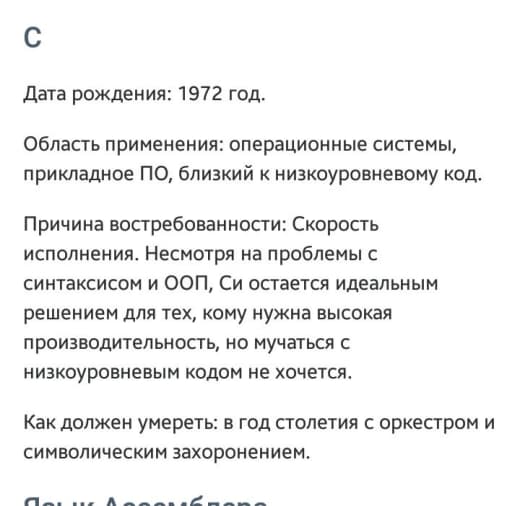 C
Дата рождения: 1972 год.
Область применения: операционные системы,
прикладное ПО, близкий к низкоуровневому код.
Причина востребованности: Скорость
исполнения. Несмотря на проблемы с
синтаксисом и ООП, Си остается идеальным
решением для тех, кому нужна высокая
производительность, но мучаться с
низкоуровневым кодом не хочется.
Как должен умереть: в год столетия с оркестром и
символическим захоронением.
Язык Ассемблера